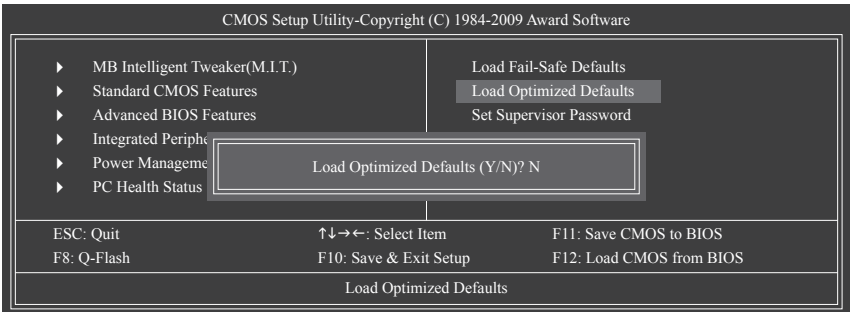 CMOS Setup Utility-Copyright (C) 1984-2009 Award Software
MB Intelligent Tweaker(M.I.T.)
Standard CMOS Features
Advanced BIOS Features
Integrated Periphe
Power Manageme
PC Health Status
Load Fail-Safe Defaults
Load Optimized Defaults
Set Supervisor Password
Load Optimized Defaults (Y/N)? N
ESC: Quit ↑↓→←: Select Item F11: Save CMOS to BIOS
F8: Q-Flash F10: Save & Exit Setup F12: Load CMOS from BIOS
Load Optimized Defaults